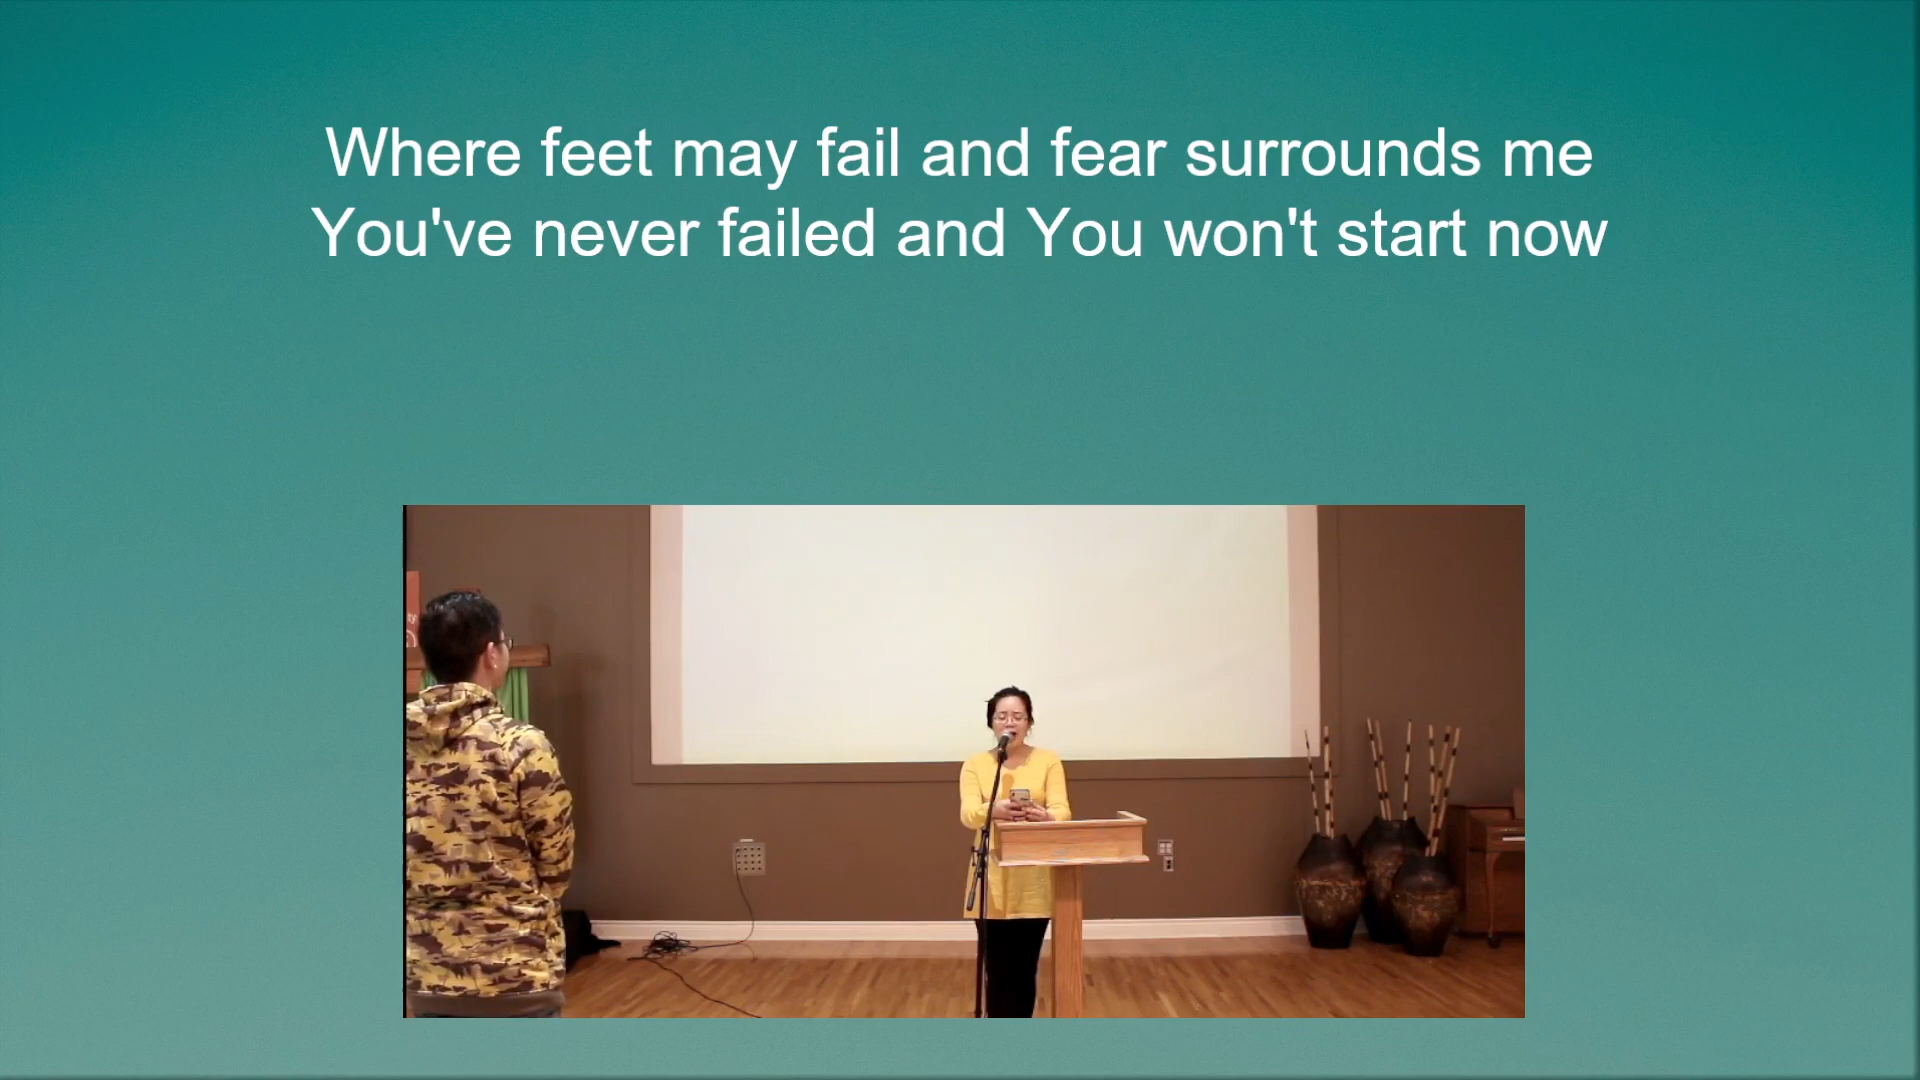 Where feet may fail and fear surrounds me
You've never failed and You won't start now